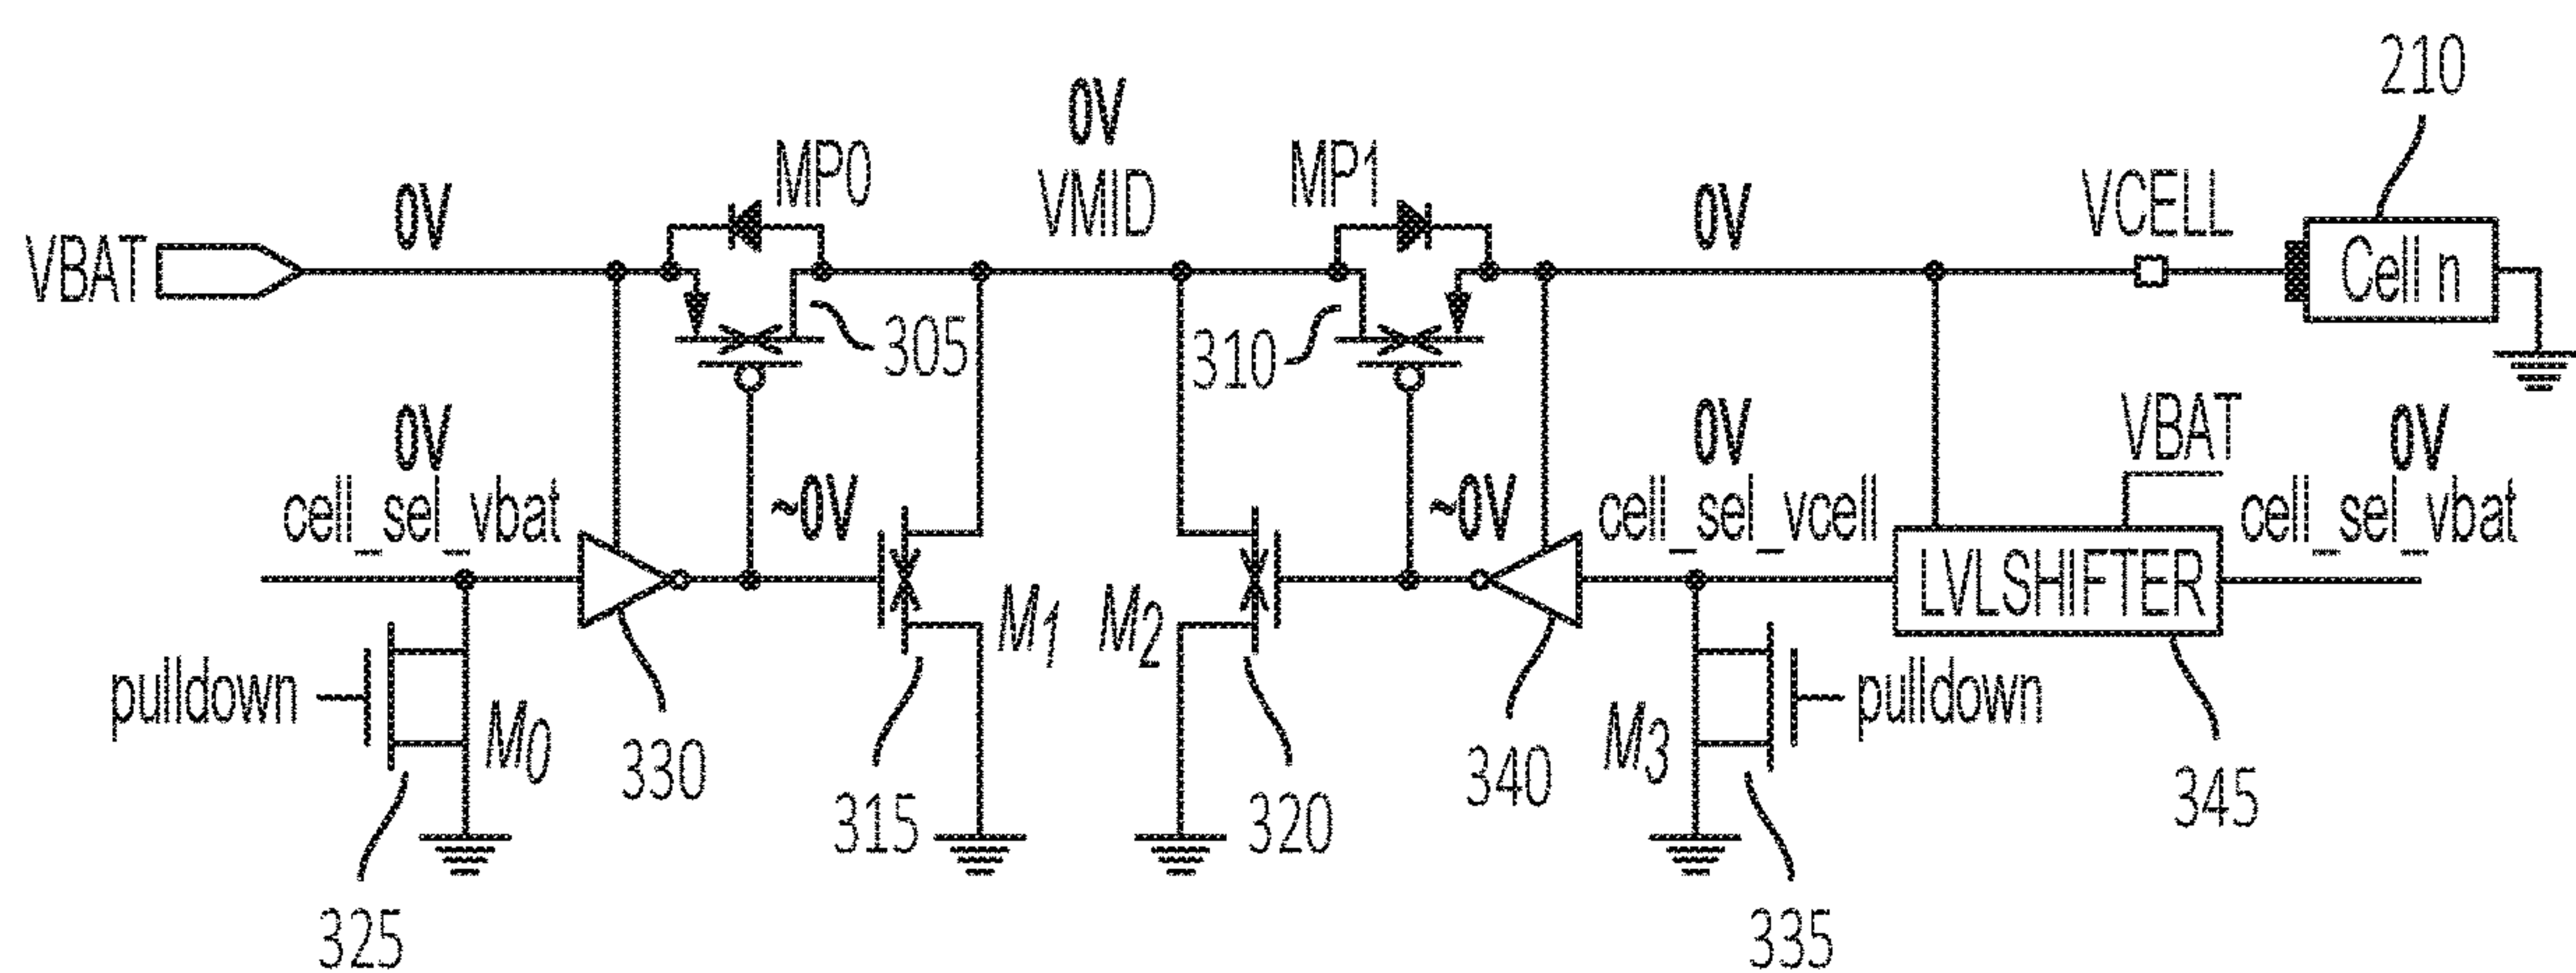 210
0V
MP0
0V
VMID
MP1
0V
VCELL
VBAT
Cell n
305
310
0V
cell_sel_vbat
~0V
~0V
0V
cell_sel_vcell
VBAT
0V
cell_sel_vbat
LVLSHIFTER
M1
M2
pulldown
M0
330
315
320
340
M3
pulldown
345
325
335